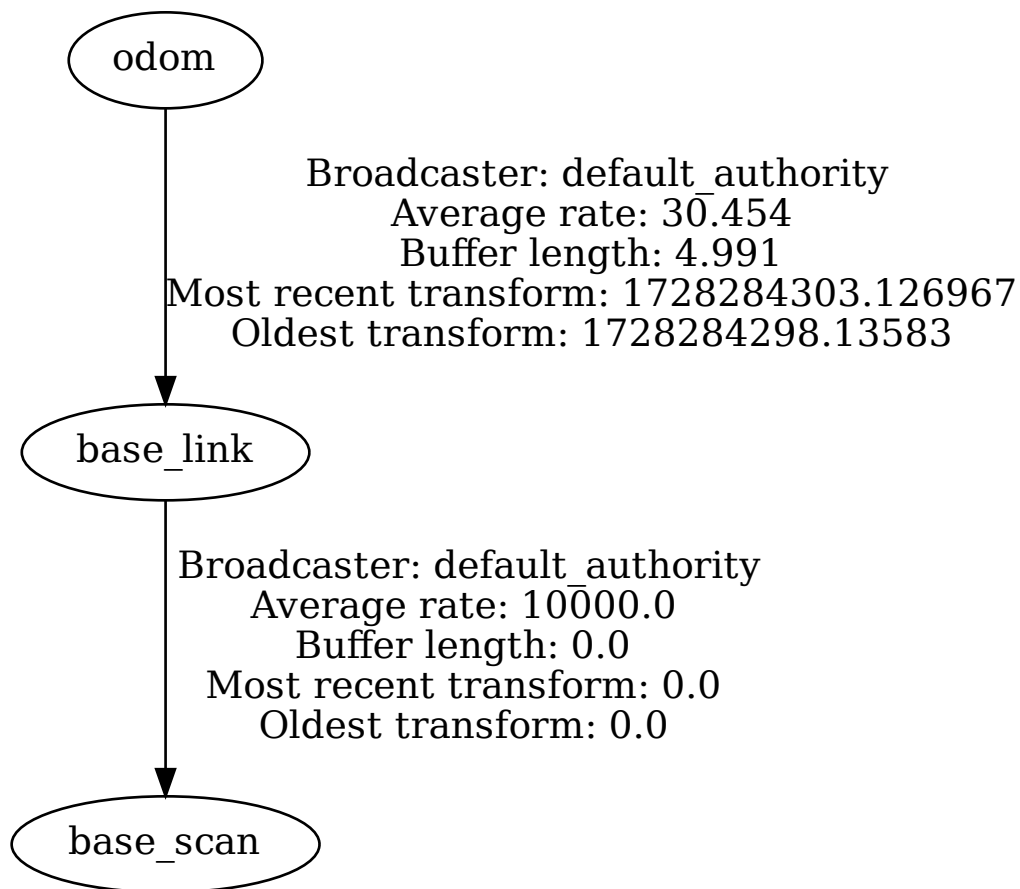 odom
Broadcaster: default_authority
Average rate: 30.454
Buffer length: 4.991
Most recent transform: 1728284303.126967
Oldest transform: 1728284298.13583
base_link
Broadcaster: default_authority
Average rate: 10000.0
Buffer length: 0.0
Most recent transform: 0.0
Oldest transform: 0.0
base_scan